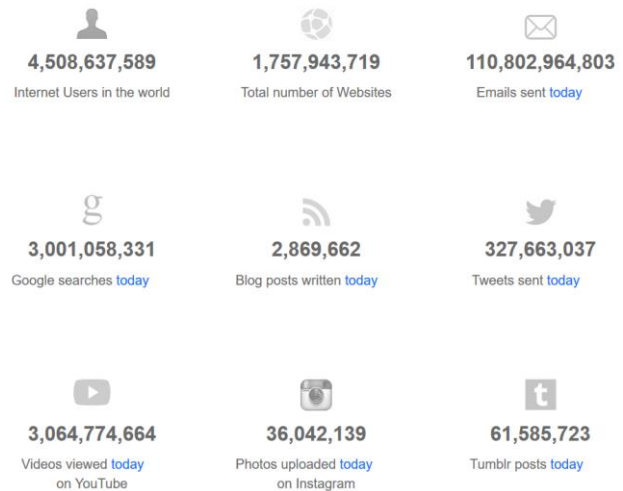 4,508,637,589
Internet Users in the world
1,757,943,719
Total number of Websites
110,802,964,803
Emails sent today
g
3,001,058,331
Google searches today
2,869,662
Blog posts written today
327,663,037
Tweets sent today
3,064,774,664
Videos viewed today
on YouTube
36,042,139
Photos uploaded today
on Instagram
t
61,585,723
Tumblr posts today